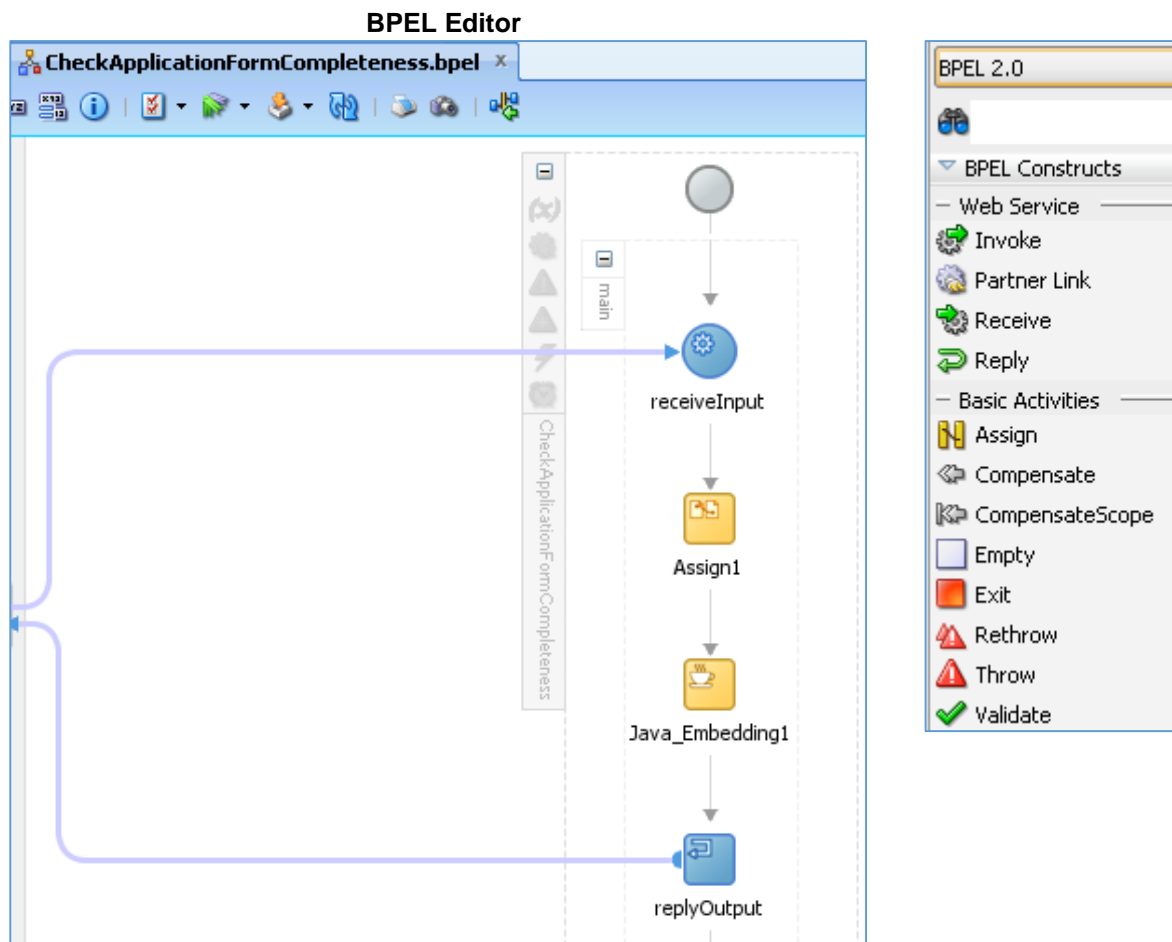 BPEL Editor
CheckApplicationFormCompleteness.bpel x
main
receiveInput
Assign1
CheckApplicationFormCompleteness
Java_Embedding1
replyOutput
BPEL 2.0
BPEL Constructs
Web Service
Invoke
Partner Link
Receive
Reply
Basic Activities
Assign
Compensate
CompensateScope
Empty
Exit
Rethrow
Throw
Validate